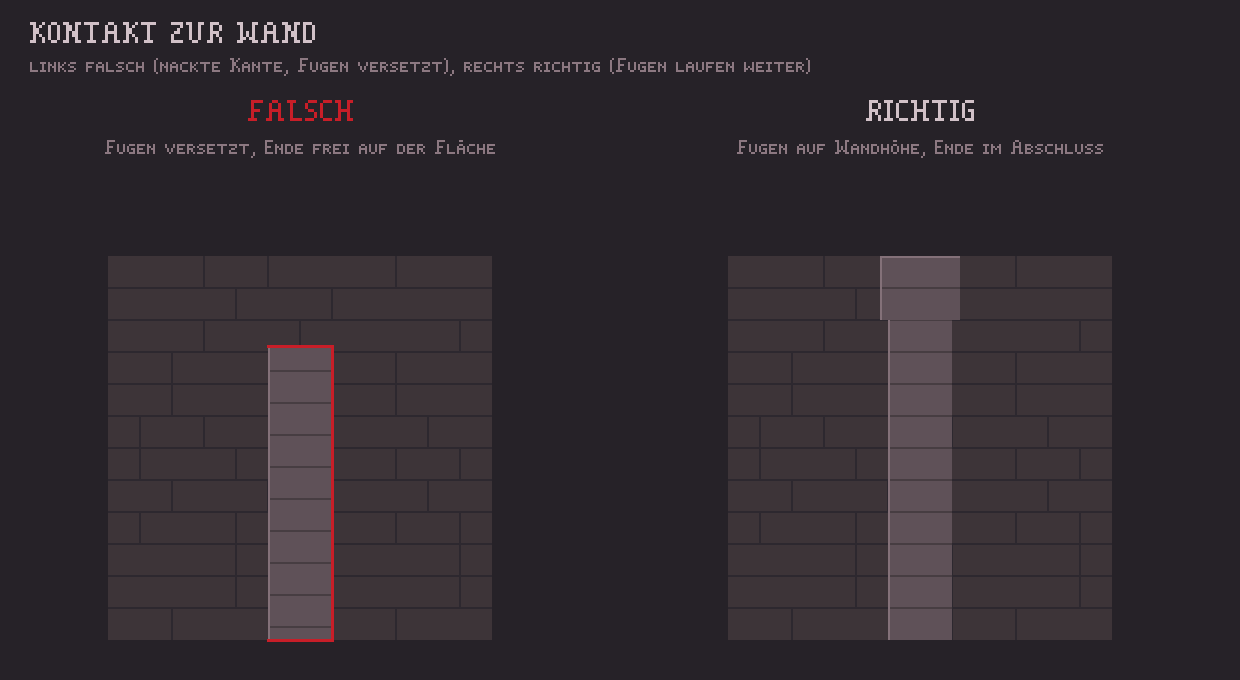 KONTAKT ZUR WAND
LINKS FALSCH (NACKTE KANTE, FUGEN VERSETZT), RECHTS RICHTIG (FUGEN LAUFEN WEITER)
FALSCH
RICHTIG
FUGEN VERSETZT, ENDE FREI AUF DER FLÄCHE
FUGEN AUF WANDHÖHE, ENDE IM ABSCHLUSS